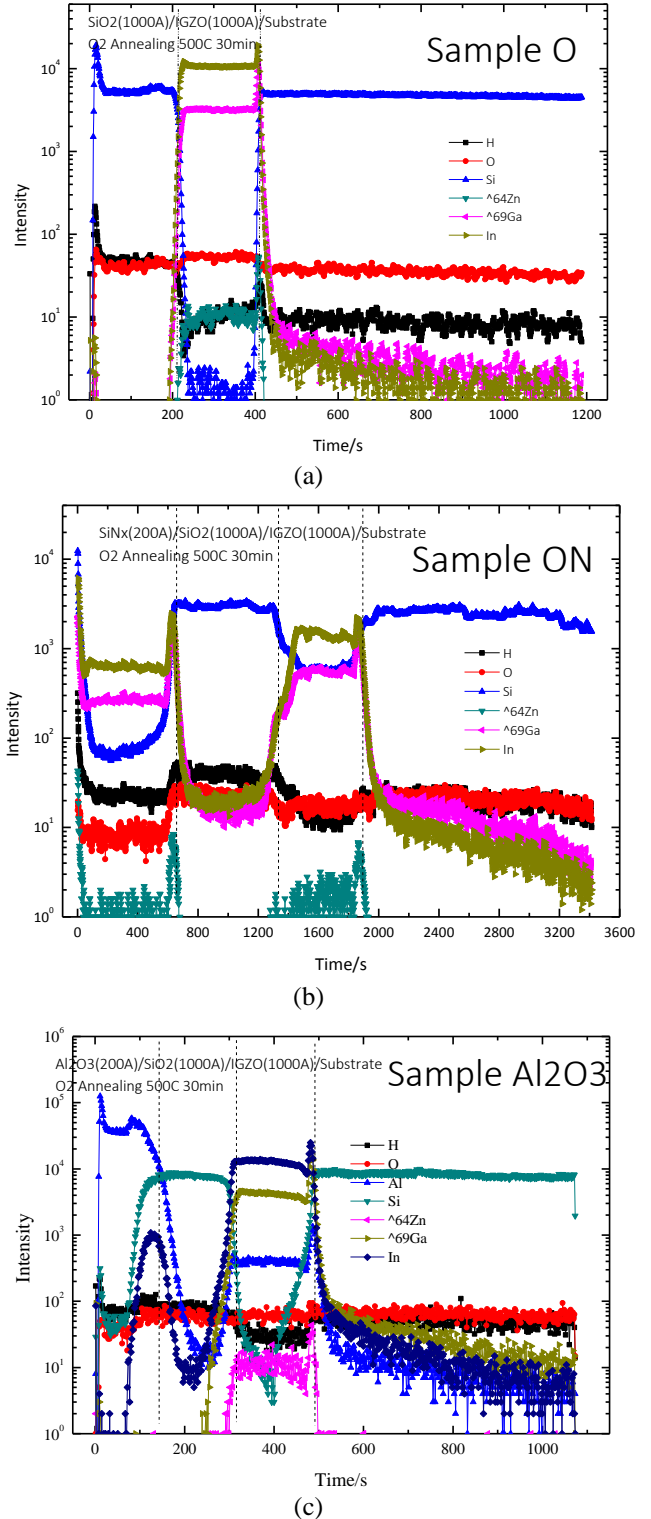 SiO2(1000A)/IGZO(1000A)/Substrate
O2 Annealing 500C 30min
Sample O
10^4
10^3
10^2
10^1
10^0
Intensity
H
O
Si
^64Zn
^69Ga
In
0 200 400 600 800 1000 1200
Time/s
(a)
SiNx(200A)/SiO2(1000A)/IGZO(1000A)/Substrate
O2 Annealing 500C 30min
Sample ON
10^4
10^3
10^2
10^1
10^0
Intensity
H
O
Si
^64Zn
^69Ga
In
0 400 800 1200 1600 2000 2400 2800 3200 3600
Time/s
(b)
Al2O3(200A)/SiO2(1000A)/IGZO(1000A)/Substrate
O2 Annealing 500C 30min
Sample Al2O3
10^6
10^5
10^4
10^3
10^2
10^1
10^0
Intensity
H
O
Al
Si
^64Zn
^69Ga
In
0 200 400 600 800 1000
Time/s
(c)